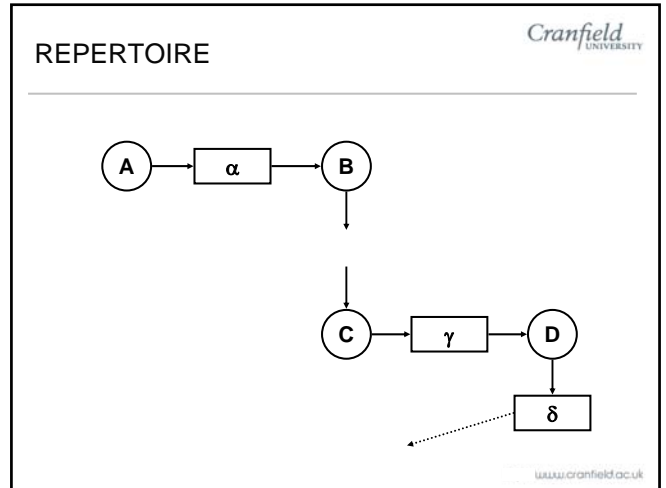 REPERTOIRE
Cranfield
UNIVERSITY
A
α
B
C
γ
D
δ
www.cranfield.ac.uk